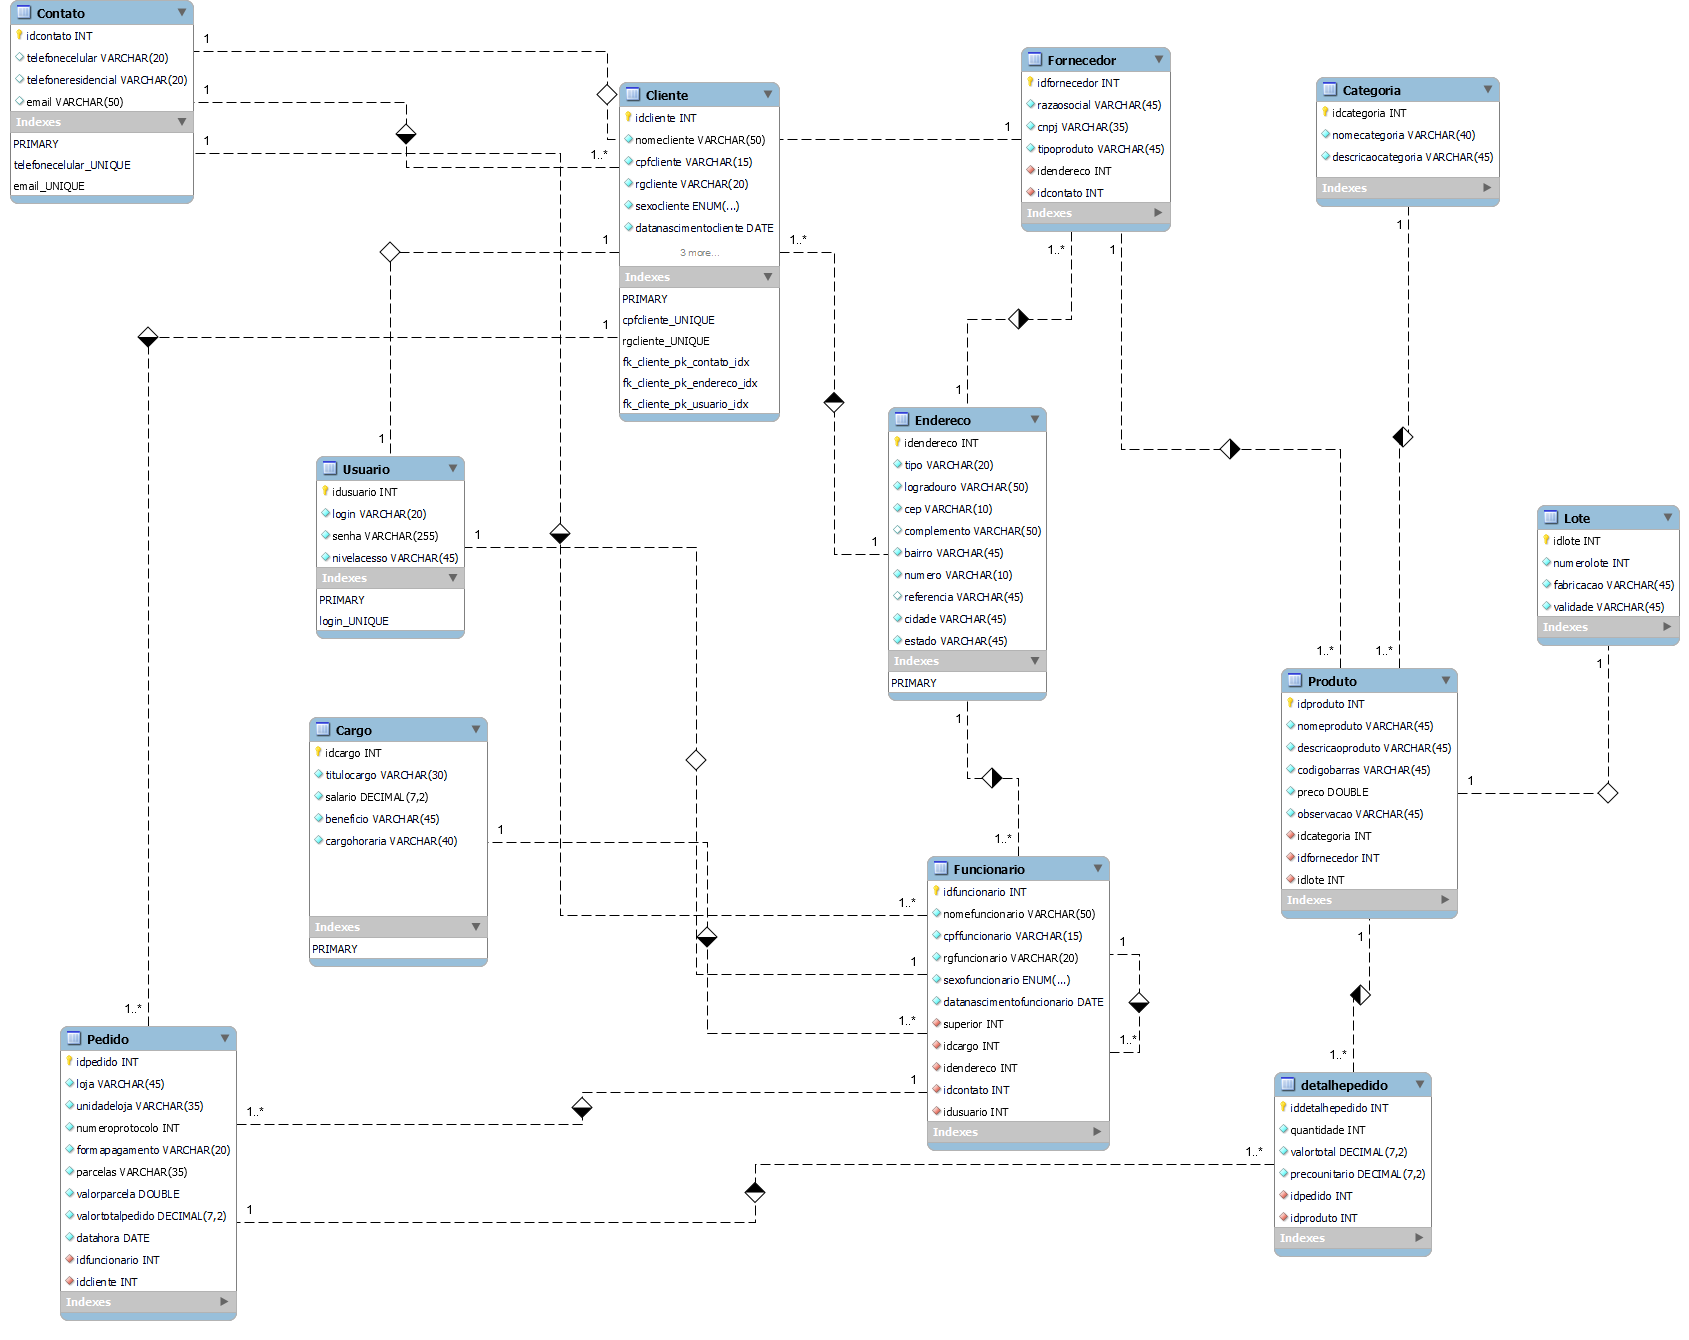 Contato
idcontato INT
telefonecelular VARCHAR(20)
telefoneresidencial VARCHAR(20)
email VARCHAR(50)
Indexes
PRIMARY
telefonecelular_UNIQUE
email_UNIQUE
1
1
1
Cliente
idcliente INT
nomecliente VARCHAR(50)
cpfcliente VARCHAR(15)
rgcliente VARCHAR(20)
sexocliente ENUM(...)
datanascimentocliente DATE
3 more...
Indexes
PRIMARY
cpfcliente_UNIQUE
rgcliente_UNIQUE
fk_cliente_pk_contato_idx
fk_cliente_pk_endereco_idx
fk_cliente_pk_usuario_idx
1..*
1
1
1..*
Fornecedor
idfornecedor INT
razaosocial VARCHAR(45)
cnpj VARCHAR(35)
tipoproduto VARCHAR(45)
idendereco INT
idcontato INT
Indexes
1
1..*
1
Categoria
idcategoria INT
nomecategoria VARCHAR(40)
descricaocategoria VARCHAR(45)
Indexes
1
Usuario
idusuario INT
login VARCHAR(20)
senha VARCHAR(255)
nivelacesso VARCHAR(45)
Indexes
PRIMARY
login_UNIQUE
1
1
Endereco
idendereco INT
tipo VARCHAR(20)
logradouro VARCHAR(50)
cep VARCHAR(10)
complemento VARCHAR(50)
bairro VARCHAR(45)
numero VARCHAR(10)
referencia VARCHAR(45)
cidade VARCHAR(45)
estado VARCHAR(45)
Indexes
PRIMARY
1
1
1
Lote
idlote INT
numerolote INT
fabricacao VARCHAR(45)
validade VARCHAR(45)
Indexes
1
Produto
idproduto INT
nomeproduto VARCHAR(45)
descricaoproduto VARCHAR(45)
codigobarras VARCHAR(45)
preco DOUBLE
observacao VARCHAR(45)
idcategoria INT
idfornecedor INT
idlote INT
Indexes
1..*
1..*
1
1
Cargo
idcargo INT
titulocargo VARCHAR(30)
salario DECIMAL(7,2)
beneficio VARCHAR(45)
cargohoraria VARCHAR(40)
Indexes
PRIMARY
1
Funcionario
idfuncionario INT
nomefuncionario VARCHAR(50)
cpffuncionario VARCHAR(15)
rgfuncionario VARCHAR(20)
sexofuncionario ENUM(...)
datanascimentofuncionario DATE
superior INT
idcargo INT
idendereco INT
idcontato INT
idusuario INT
Indexes
1..*
1..*
1
1..*
1
1
1..*
Pedido
idpedido INT
loja VARCHAR(45)
unidadeloja VARCHAR(35)
numeroprotocolo INT
formapagamento VARCHAR(20)
parcelas VARCHAR(35)
valorparcela DOUBLE
valortotalpedido DECIMAL(7,2)
datahora DATE
idfuncionario INT
idcliente INT
Indexes
1..*
1..*
1
detalhepedido
iddetalhepedido INT
quantidade INT
valortotal DECIMAL(7,2)
precounitario DECIMAL(7,2)
idpedido INT
idproduto INT
Indexes
1..*
1..*